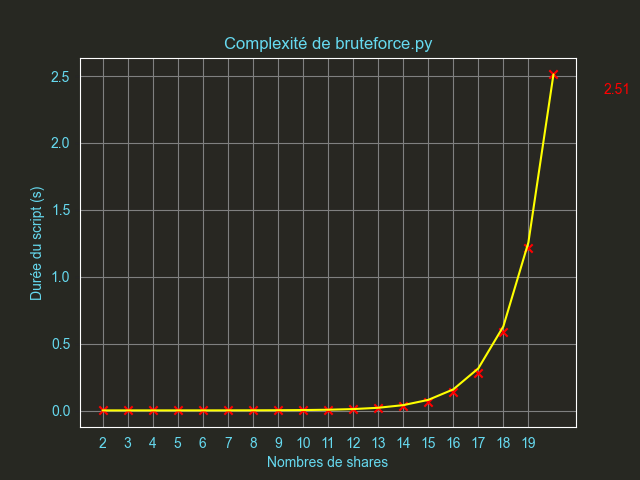 Complexité de bruteforce.py
2.51
Durée du script (s)
2.5
2.0
1.5
1.0
0.5
0.0
2 3 4 5 6 7 8 9 10 11 12 13 14 15 16 17 18 19
Nombres de shares